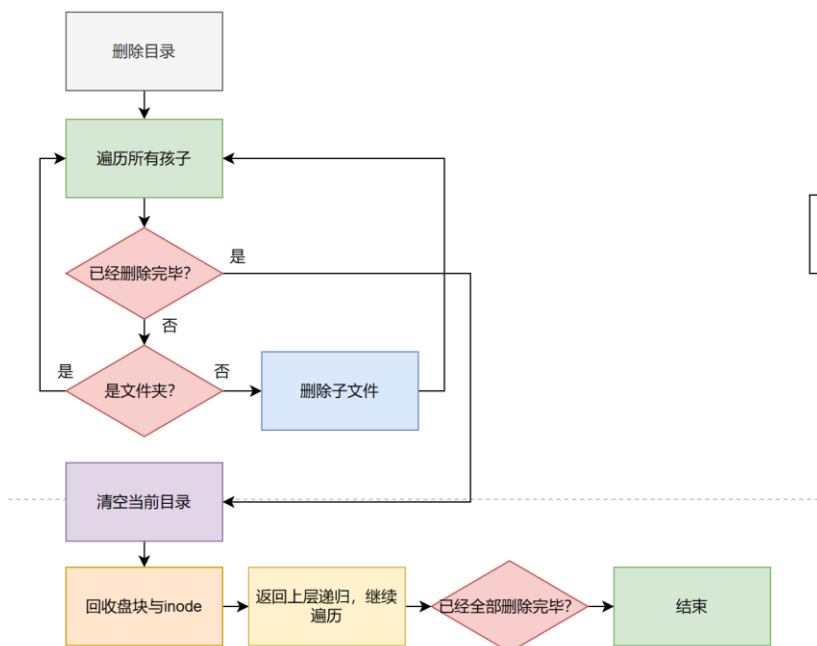 删除目录
遍历所有孩子
已经删除完毕？
是
否
是
是文件夹？
否
删除子文件
清空当前目录
回收盘块与inode
返回上层递归，继续
遍历
已经全部删除完毕？
结束